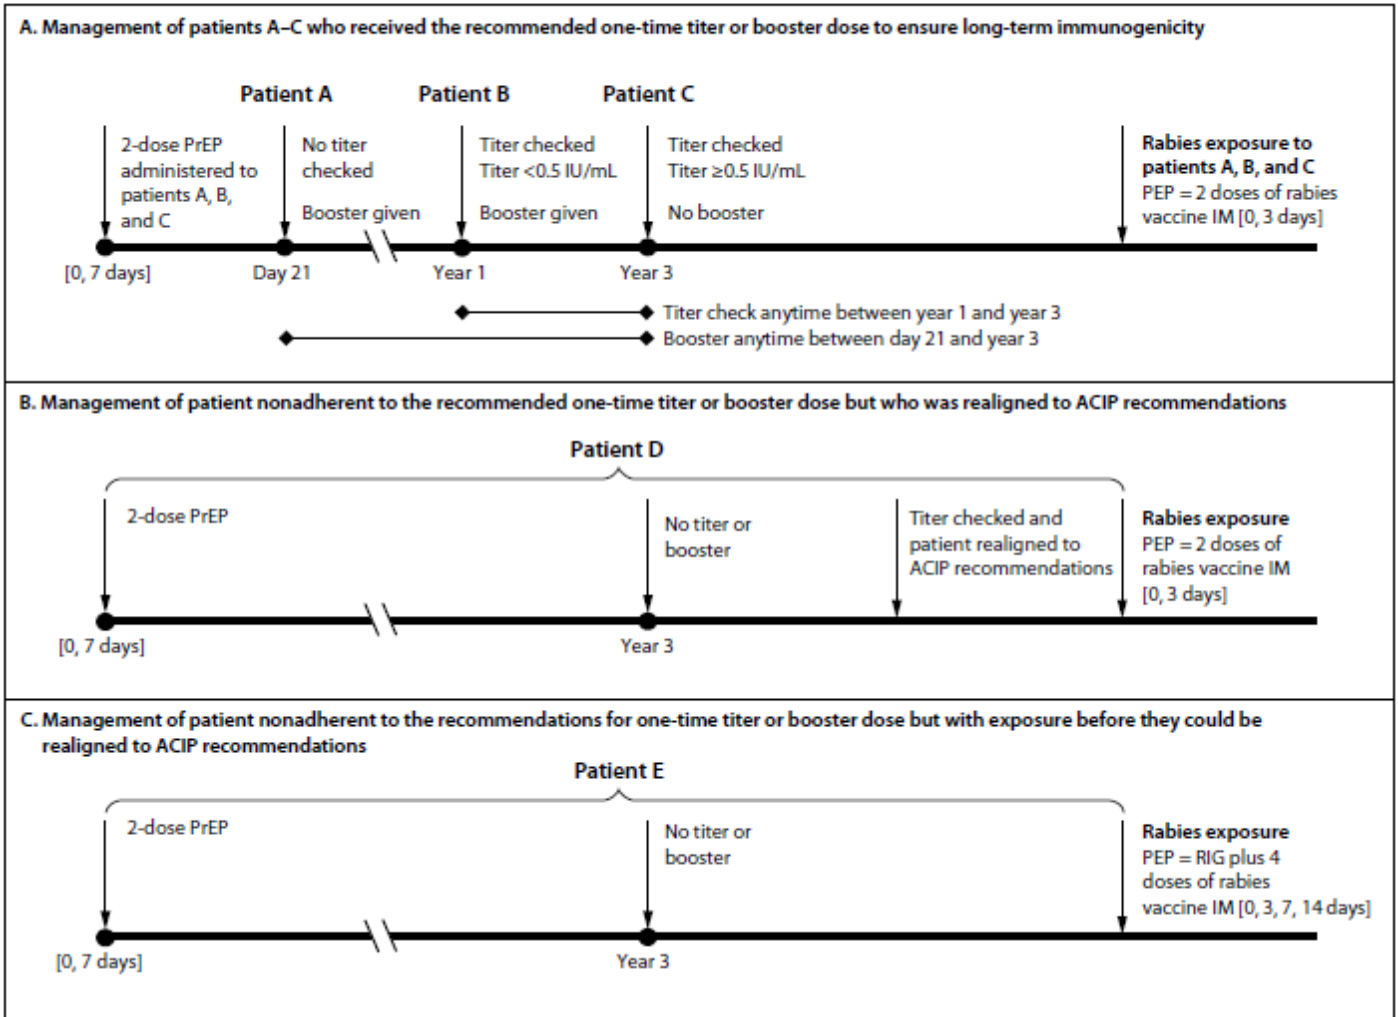 A. Management of patients A–C who received the recommended one-time titer or booster dose to ensure long-term immunogenicity
Patient A
Patient B
Patient C
2-dose PrEP
administered to
patients A, B,
and C
No titer
checked
Booster given
Titer checked
Titer <0.5 IU/mL
Booster given
Titer checked
Titer ≥0.5 IU/mL
No booster
Rabies exposure to
patients A, B, and C
PEP = 2 doses of rabies
vaccine IM [0, 3 days]
[0, 7 days]
Day 21
Year 1
Year 3
Titer check anytime between year 1 and year 3
Booster anytime between day 21 and year 3
B. Management of patient nonadherent to the recommended one-time titer or booster dose but who was realigned to ACIP recommendations
Patient D
2-dose PrEP
No titer or
booster
Titer checked and
patient realigned to
ACIP recommendations
Rabies exposure
PEP = 2 doses of
rabies vaccine IM
[0, 3 days]
[0, 7 days]
Year 3
C. Management of patient nonadherent to the recommendations for one-time titer or booster dose but with exposure before they could be
realigned to ACIP recommendations
Patient E
2-dose PrEP
No titer or
booster
Rabies exposure
PEP = RIG plus 4
doses of rabies
vaccine IM [0, 3, 7, 14 days]
[0, 7 days]
Year 3